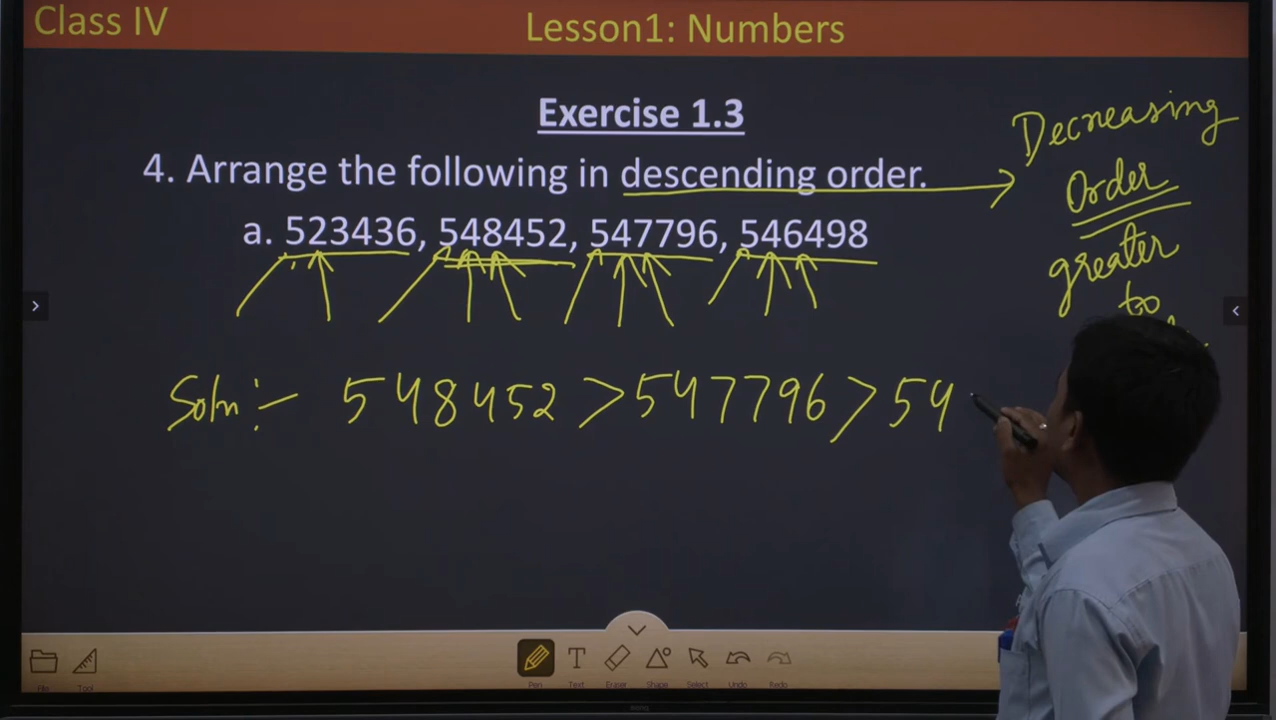 Class IV
Lesson1: Numbers
Exercise 1.3
4. Arrange the following in descending order.
a. 523436, 548452, 547796, 546498
Decreasing
Order
greater
to
Soln :- 548452 > 547796 > 54
File
Tool
Pen
Text
Eraser
Shape
Select
Undo
Redo
BenQ